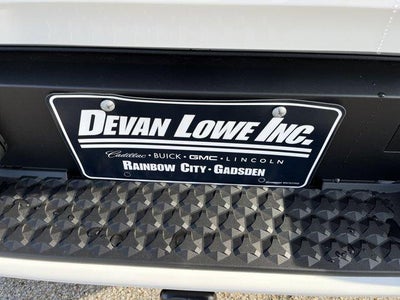 DEVAN LOWE INC.
Cadillac · BUICK · GMC · LINCOLN
RAINBOW CITY - GADSDEN